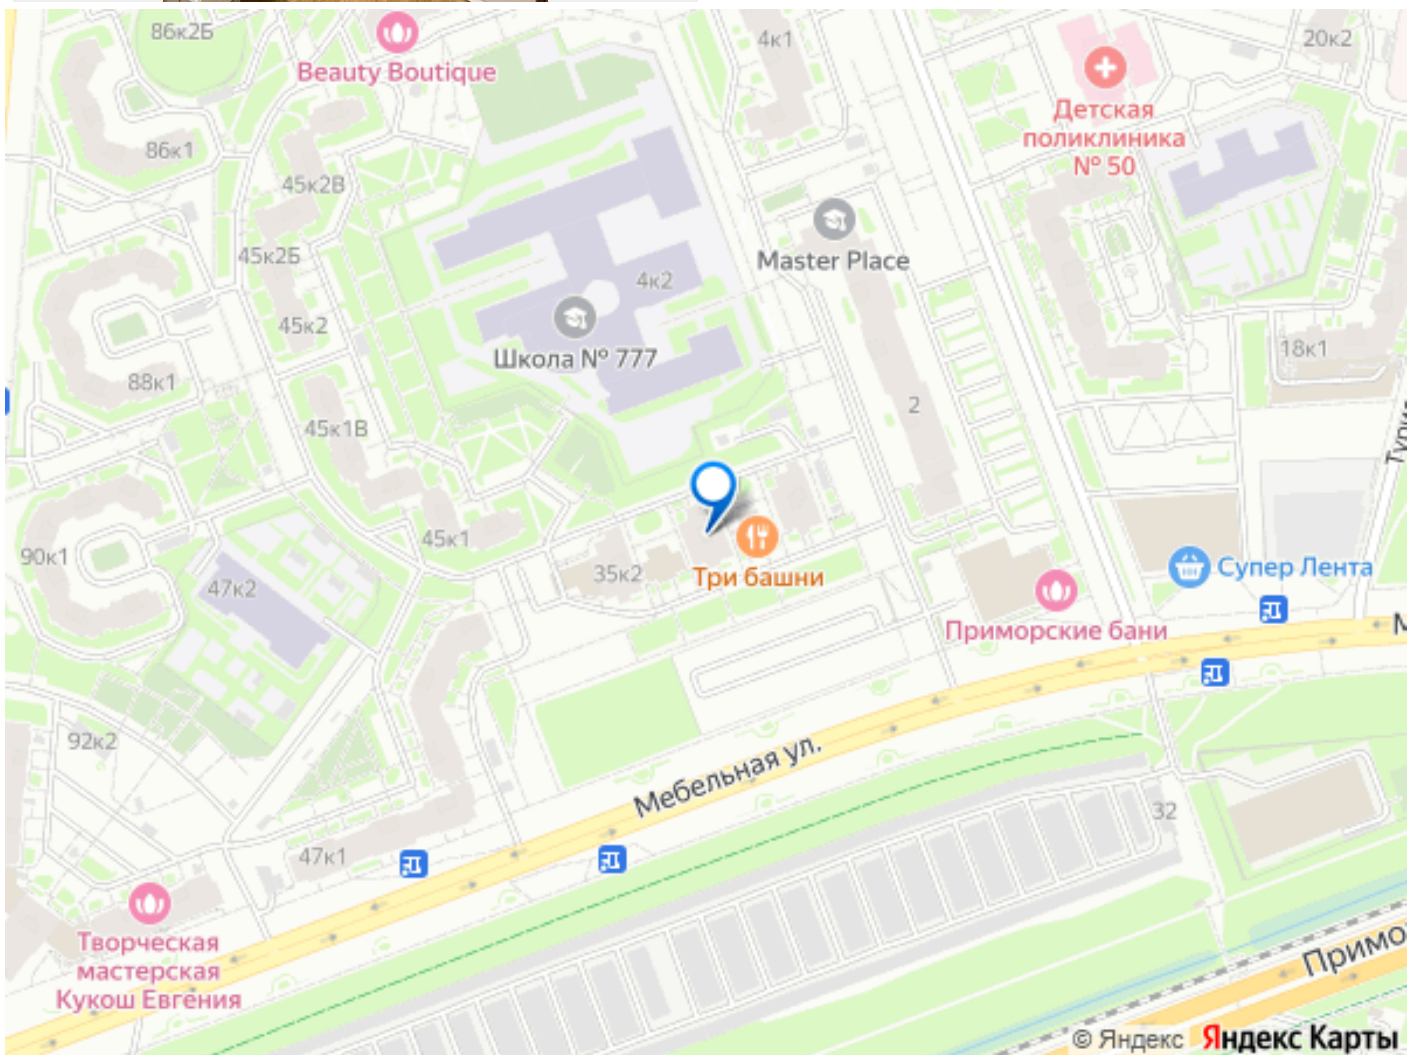 86к2Б
Beauty Boutique
4к1
20к2
Детская
поликлиника
№ 50
86к1
45к2В
Master Place
45к2Б
4к2
45к2
Школа № 777
18к1
88к1
2
45к1В
45к1
90к1
47к2
35к2
Три башни
Супер Лента
Приморские бани
М
92к2
Мебельная ул.
32
47к1
Творческая
мастерская
Кукош Евгения
Примо
© Яндекс Яндекс Карты